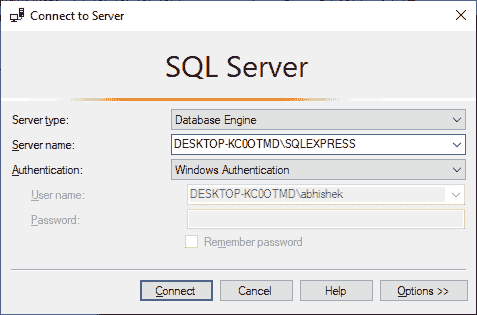 Connect to Server
SQL Server
Server type: Database Engine
Server name: DESKTOP-KC0OTMD\SQLEXPRESS
Authentication: Windows Authentication
User name: DESKTOP-KC0OTMD\abhishek
Password:
Remember password
Connect Cancel Help Options >>